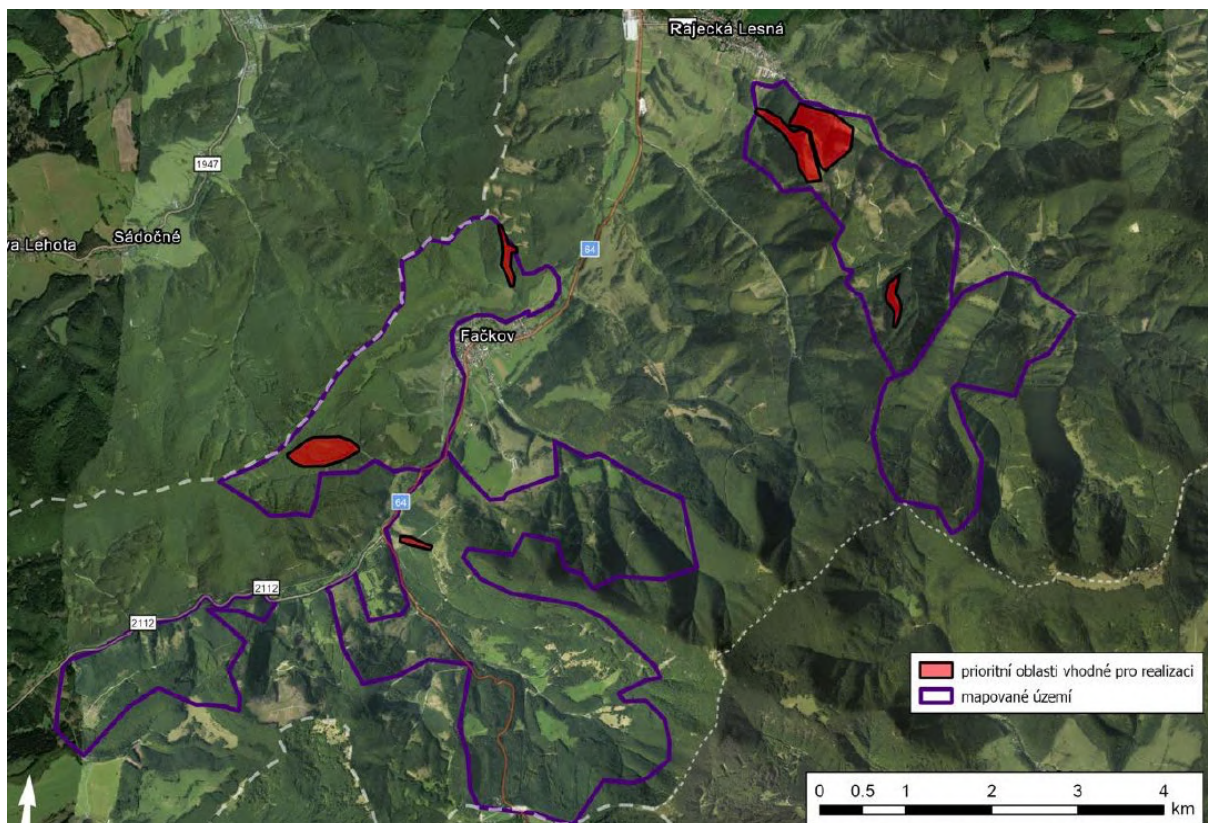 Rajecká Lesná
1947
Sádočné
va Lehota
64
Fačkov
64
2112
2112
prioritní oblasti vhodné pro realizaci
mapované území
0 0.5 1 2 3 4
km